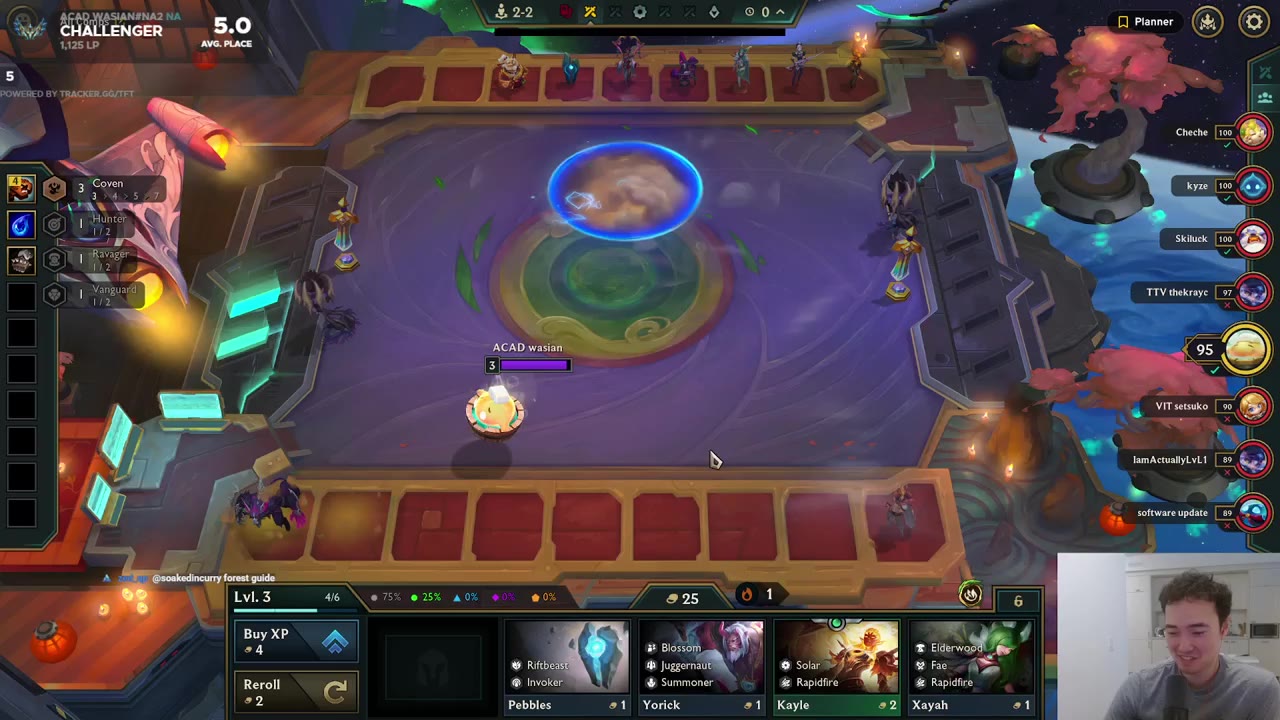 ACAD WASIAN#NA2 NA
CHALLENGER
1,125 LP
5.0
AVG. PLACE
5
POWERED BY TRACKER.GG/TFT
2-2
0
Planner
Cheche 100
kyze 100
Skiluck 100
TTV thekrayc 97
95
VIT setsuko 90
IamActuallyLvL1 89
software update 89
4
3 Coven
3 > 4 > 5 > 7
1 Hunter
1 / 2
1 Ravager
1 / 2
1 Vanguard
1 / 2
ACAD wasian
3
@soakedincurry forest guide
Lvl. 3 4/6
75% 25% 0% 0% 0%
25
1
6
Buy XP
4
Reroll
2
Riftbeast
Invoker
Pebbles 1
Blossom
Juggernaut
Summoner
Yorick 1
Solar
Rapidfire
Kayle 2
Elderwood
Fae
Rapidfire
Xayah 1